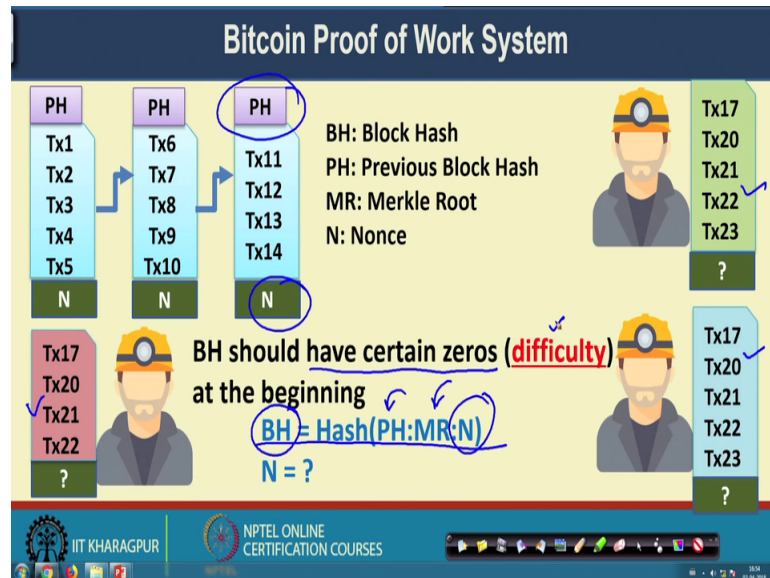 Bitcoin Proof of Work System
PH
Tx1
Tx2
Tx3
Tx4
Tx5
N
PH
Tx6
Tx7
Tx8
Tx9
Tx10
N
PH
Tx11
Tx12
Tx13
Tx14
N
BH: Block Hash
PH: Previous Block Hash
MR: Merkle Root
N: Nonce
Tx17
Tx20
Tx21
Tx22
Tx23
?
Tx17
Tx20
Tx21
Tx22
?
BH should have certain zeros (difficulty)
at the beginning
BH = Hash(PH:MR:N)
N = ?
Tx17
Tx20
Tx21
Tx22
Tx23
?
IIT KHARAGPUR
NPTEL ONLINE
CERTIFICATION COURSES
NPTEL
16:54